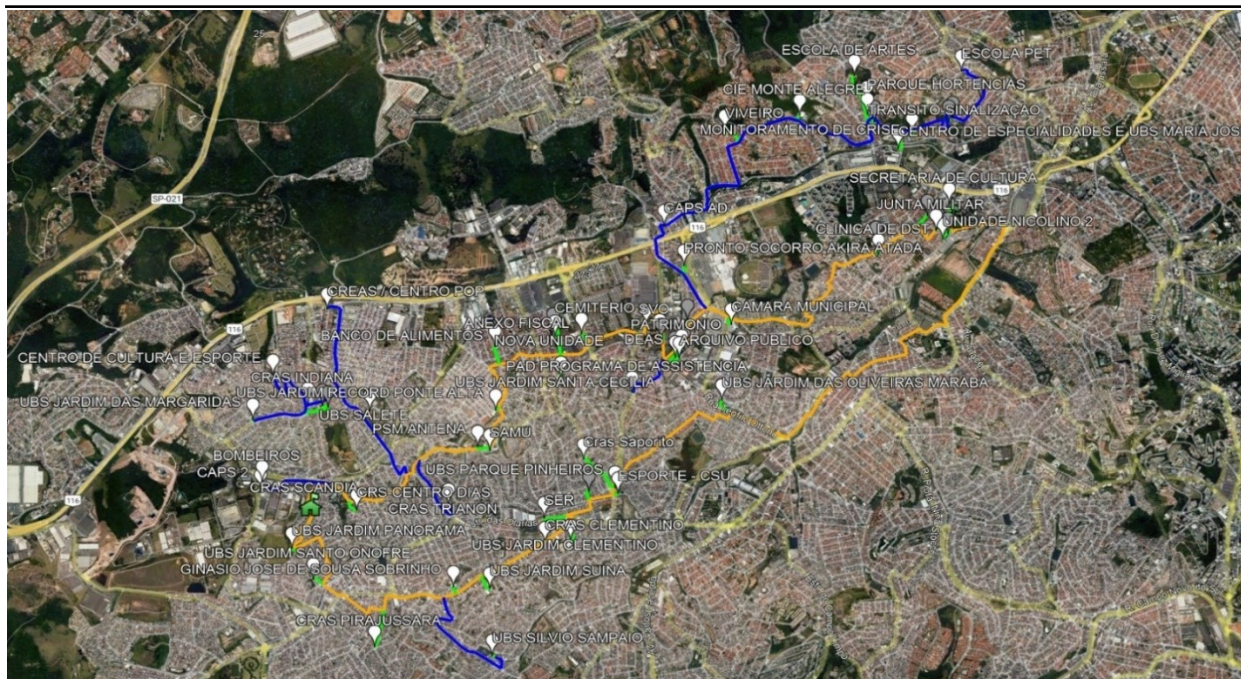 25
ESCOLA DE ARTES
ESCOLA PET
CIE MONTE ALEGRE
PARQUE HORTENCIAS
VIVEIRO
TRANSITO SINALIZAÇÃO
MONITORAMENTO DE CRISE
CENTRO DE ESPECIALIDADES E UBS MARIA JOS
SECRETARIA DE CULTURA
116
SP-021
CAPS AD
JUNTA MILITAR
UNIDADE NICOLINO 2
CLINICA DE DST
116
PRONTO SOCORRO AKIRA ATADA
CREAS / CENTRO POP
CEMITERIO SVC
CAMARA MUNICIPAL
116
ANEXO FISCAL
PATRIMONIO
BANCO DE ALIMENTOS
NOVA UNIDADE
ARQUIVO PUBLICO
CENTRO DE CULTURA E ESPORTE
PAD PROGRAMA DE ASSISTENCIA
CRAS INDIANA
UBS JARDIM SANTA CECILIA
UBS JARDIM DAS OLIVEIRAS MARABA
UBS JARDIM RECORD PONTE ALTA
UBS JARDIM DAS MARGARIDAS
UBS SALETE
PSM ANTENA
SAMU
Cras Saporito
BOMBEIROS
CAPS 2
UBS PARQUE PINHEIROS
ESPORTE - CSU
CRAS SCANDIA
CRS CENTRO DIAS
CRAS TRIANON
SER
116
CRAS CLEMENTINO
UBS JARDIM PANORAMA
UBS JARDIM CLEMENTINO
UBS JARDIM SANTO ONOFRE
GINASIO JOSE DE SOUSA SOBRINHO
UBS JARDIM SUINA
CRAS PIRAJUSSARA
UBS SILVIO SAMPAIO